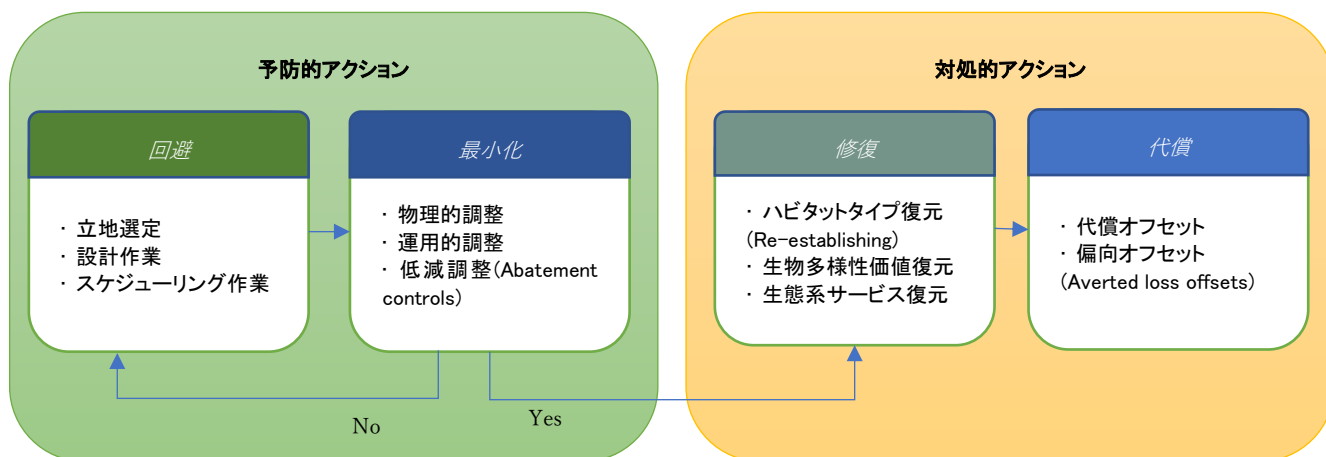 予防的アクション
回避
・立地選定
・設計作業
・スケジューリング作業
最小化
・物理的調整
・運用的調整
・低減調整(Abatement
controls)
No
Yes
対処的アクション
修復
・ハビタットタイプ復元
(Re-establishing)
・生物多様性価値復元
・生態系サービス復元
代償
・代償オフセット
・偏向オフセット
(Averted loss offsets)